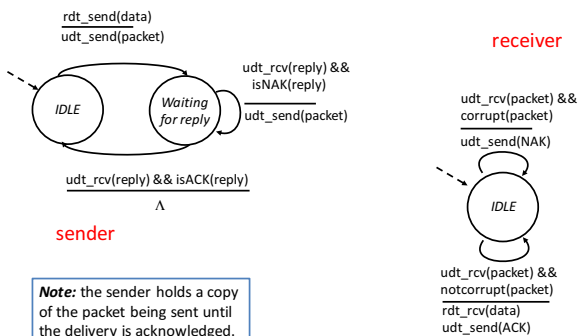 rdt_send(data)
udt_send(packet)
IDLE
Waiting
for reply
udt_rcv(reply) &&
isNAK(reply)
udt_send(packet)
udt_rcv(reply) && isACK(reply)
Λ
sender
Note: the sender holds a copy
of the packet being sent until
the delivery is acknowledged.
receiver
udt_rcv(packet) &&
corrupt(packet)
udt_send(NAK)
IDLE
udt_rcv(packet) &&
notcorrupt(packet)
rdt_rcv(data)
udt_send(ACK)